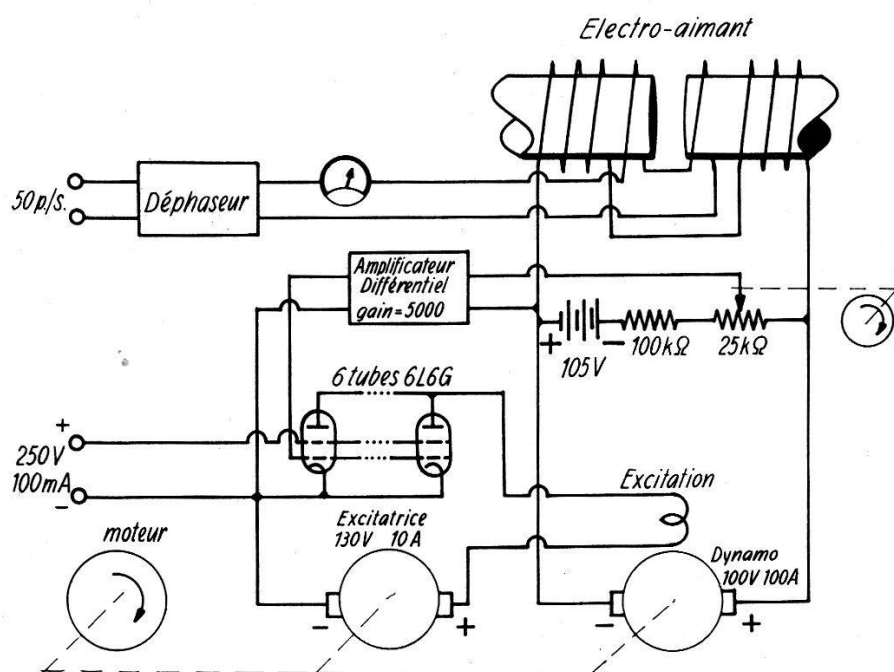 Electro-aimant
50p./s.
Déphaseur
Amplificateur
Différentiel
gain=5000
+
-
105V
100kΩ
25kΩ
6 tubes 6L6G
+
250V
100mA
-
Excitation
moteur
Excitatrice
130V 10A
Dynamo
100V 100A
-
+
-
+